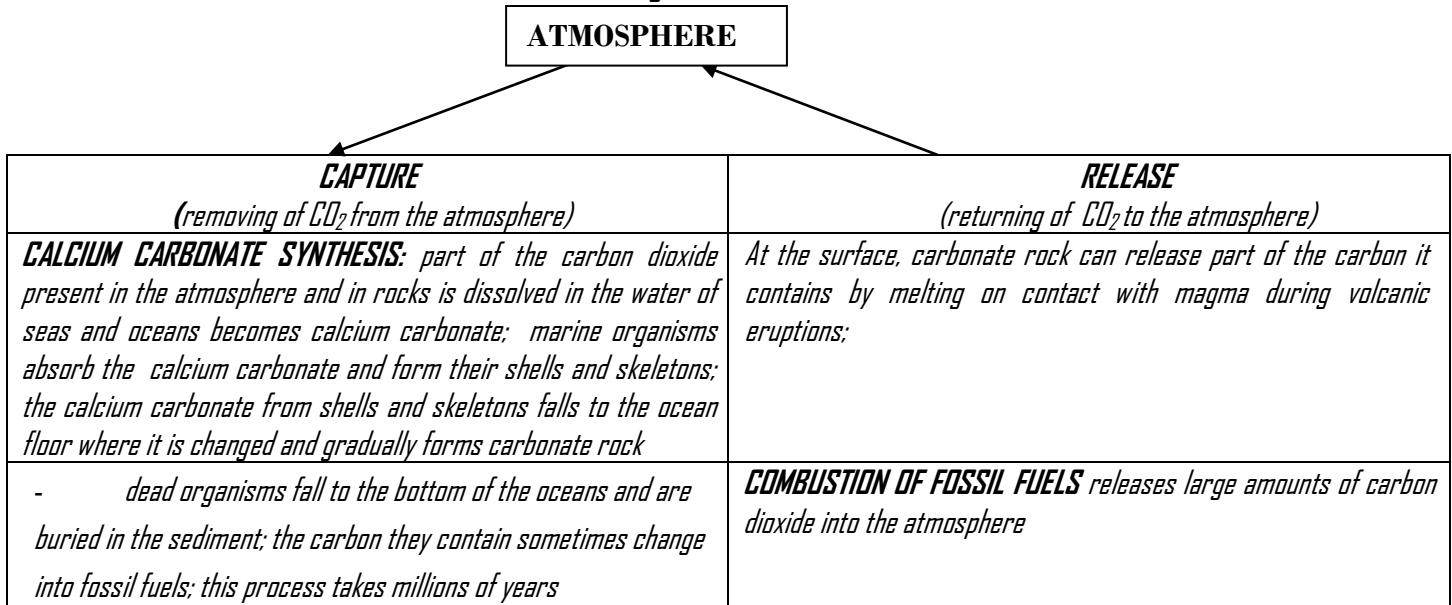 ATMOSPHERE
CAPTURE
(removing of CO2 from the atmosphere)
CALCIUM CARBONATE SYNTHESIS: part of the carbon dioxide
present in the atmosphere and in rocks is dissolved in the water of
seas and oceans becomes calcium carbonate; marine organisms
absorb the calcium carbonate and form their shells and skeletons;
the calcium carbonate from shells and skeletons falls to the ocean
floor where it is changed and gradually forms carbonate rock
RELEASE
(returning of CO2 to the atmosphere)
At the surface, carbonate rock can release part of the carbon it
contains by melting on contact with magma during volcanic
eruptions;
- dead organisms fall to the bottom of the oceans and are
buried in the sediment; the carbon they contain sometimes change
into fossil fuels; this process takes millions of years
COMBUSTION OF FOSSIL FUELS releases large amounts of carbon
dioxide into the atmosphere